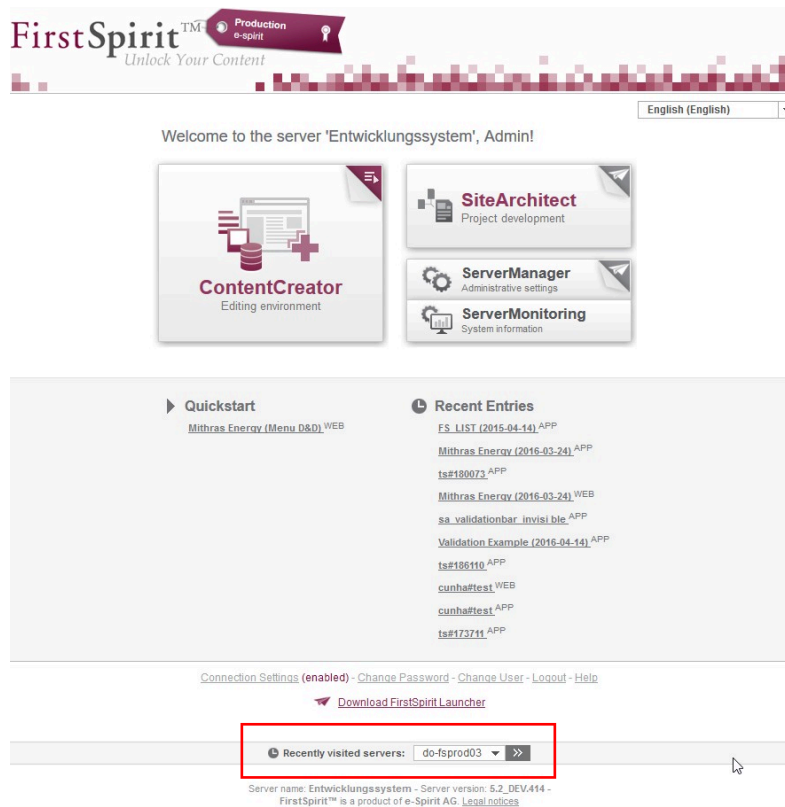 FirstSpirit™
Unlock Your Content
Production
e-spirit
English (English)
Welcome to the server 'Entwicklungssystem', Admin!
ContentCreator
Editing environment
SiteArchitect
Project development
ServerManager
Administrative settings
ServerMonitoring
System information
Quickstart
Mithras Energy (Menu D&D) WEB
Recent Entries
FS_LIST (2015-04-14) APP
Mithras Energy (2016-03-24) APP
ts#180073 APP
Mithras Energy (2016-03-24) WEB
sa_validationbar_invisi ble APP
Validation Example (2016-04-14) APP
ts#186110 APP
cunha#test WEB
cunha#test APP
ts#173711 APP
Connection Settings (enabled) - Change Password - Change User - Logout - Help
Download FirstSpirit Launcher
Recently visited servers: do-fsprod03
Server name: Entwicklungssystem - Server version: 5.2_DEV.414 -
FirstSpirit™ is a product of e-Spirit AG. Legal notices